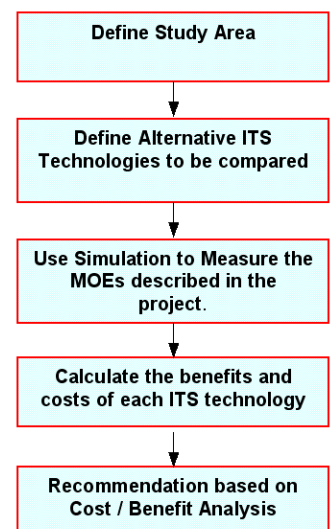 Define Study Area
Define Alternative ITS
Technologies to be compared
Use Simulation to Measure the
MOEs described in the
project.
Calculate the benefits and
costs of each ITS technology
Recommendation based on
Cost / Benefit Analysis